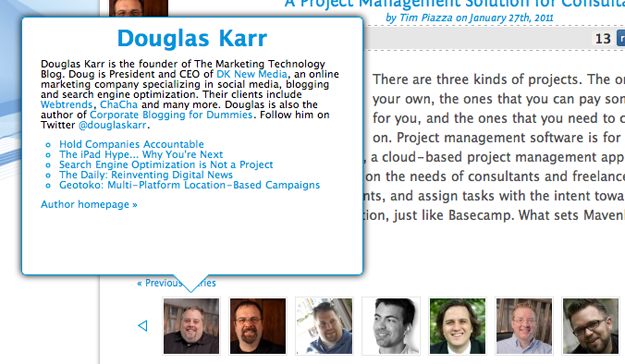 A Project Management Solution for Consulta
by Tim Piazza on January 27th, 2011
13
Douglas Karr
Douglas Karr is the founder of The Marketing Technology
Blog. Doug is President and CEO of DK New Media, an online
marketing company specializing in social media, blogging
and search engine optimization. Their clients include
Webtrends, ChaCha and many more. Douglas is also the
author of Corporate Blogging for Dummies. Follow him on
Twitter @douglaskarr.
Hold Companies Accountable
The iPad Hype... Why You're Next
Search Engine Optimization is Not a Project
The Daily: Reinventing Digital News
Geotoko: Multi-Platform Location-Based Campaigns
Author homepage »
There are three kinds of projects. The on
your own, the ones that you can pay som
for you, and the ones that you need to c
on. Project management software is for
, a cloud-based project management app
on the needs of consultants and freelance
nts, and assign tasks with the intent towa
tion, just like Basecamp. What sets Maven
« Previous
ries